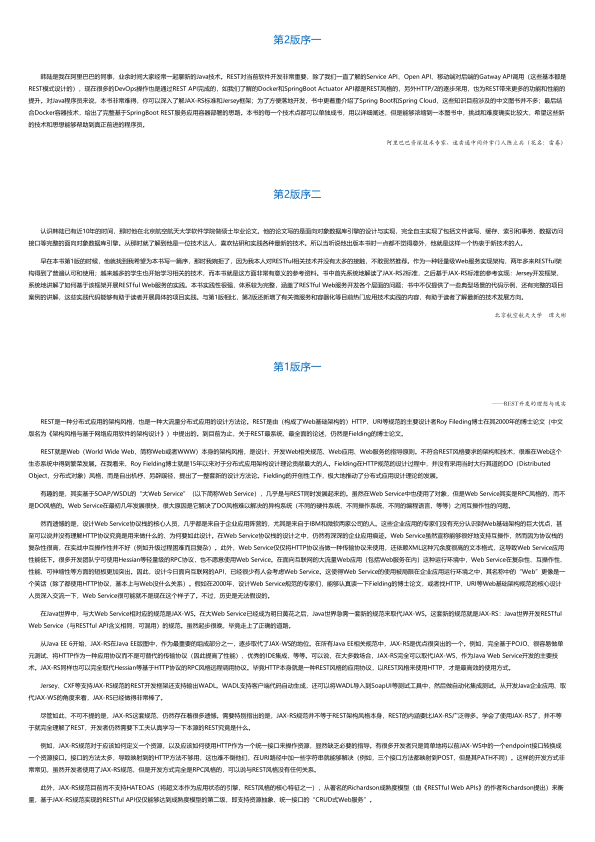 第2版序一
韩陆是我在阿里巴巴的同事，业余时间大家经常一起聊新的Java技术。REST对当前软件开发非常重要，除了我们一直了解的Service API、Open API、移动端对后端的Gatway API调用（这些基本都是
REST模式设计的），现在很多的DevOps操作也是通过REST API完成的，如我们了解的Docker和SpringBoot Actuator API都是REST风格的，另外HTTP/2的逐步采用，也为REST带来更多的功能和性能的
提升。对Java程序员来说，本书非常难得，你可以深入了解JAX-RS标准和Jersey框架；为了方便落地开发，书中更着重介绍了Spring Boot和Spring Cloud，这些知识目前涉及的中文图书并不多；最后结
合Docker容器技术，给出了完整基于SpringBoot REST服务应用容器部署的思路。本书的每一个技术点都可以单独成书，用以详细阐述，但是能够浓缩到一本图书中，挑战和难度确实比较大，希望这些新
的技术和思想能够帮助到真正前进的程序员。
第2版序二
认识韩陆已有近10年的时间，那时他在北京航空航天大学软件学院做硕士毕业论文。他的论文写的是面向对象数据库引擎的设计与实现，完全自主实现了包括文件读写、缓存、索引和事务、数据访问
接口等完整的面向对象数据库引擎。从那时就了解到他是一位技术达人，喜欢钻研和实践各种最新的技术。所以当听说他出版本书时一点都不觉得意外，他就是这样一个热衷于新技术的人。
早在本书第1版的时候，他就找到我希望为本书写一篇序，那时我婉拒了，因为我本人对RESTful相关技术并没有太多的接触，不敢贸然推荐。作为一种轻量级Web服务实现架构，两年多来RESTful架
构得到了普遍认可和使用；越来越多的学生也开始学习相关的技术，而本书就是这方面非常有意义的参考资料。书中首先系统地解读了JAX-RS2标准，之后基于JAX-RS标准的参考实现：Jersey开发框架，
系统地讲解了如何基于该框架开展RESTful Web服务的实践。本书实践性很强，体系较为完整，涵盖了RESTful Web服务开发各个层面的问题；书中不仅提供了一些典型场景的代码示例，还有完整的项目
案例的讲解，这些实践代码能够有助于读者开展具体的项目实践。与第1版相比，第2版还新增了有关微服务和容器化等目前热门应用技术实践的内容，有助于读者了解最新的技术发展方向。
北京航空航天大学 谭火彬
第1版序一
——REST开发的理想与现实
REST是一种分布式应用的架构风格，也是一种大流量分布式应用的设计方法论。REST是由（构成了Web基础架构的）HTTP、URI等规范的主要设计者Roy Fileding博士在其2000年的博士论文（中文
版名为《架构风格与基于网络应用软件的架构设计》）中提出的。到目前为止，关于REST最系统、最全面的论述，仍然是Fielding的博士论文。
REST就是Web（World Wide Web，简称Web或者WWW）本身的架构风格，是设计、开发Web相关规范、Web应用、Web服务的指导原则。不符合REST风格要求的架构和技术，很难在Web这个
生态系统中得到繁荣发展。在我看来，Roy Fielding博士就是15年以来对于分布式应用架构设计理论贡献最大的人。Fielding在HTTP规范的设计过程中，并没有采用当时大行其道的DO（Distributed
Object，分布式对象）风格，而是自出机杼，另辟蹊径，提出了一整套新的设计方法论。Fielding的开创性工作，极大地推动了分布式应用设计理论的发展。
有趣的是，其实基于SOAP/WSDL的“大Web Service”（以下简称Web Service），几乎是与REST同时发展起来的。虽然在Web Service中也使用了对象，但是Web Service其实是RPC风格的，而不
是DO风格的。Web Service在最初几年发展很快，很大原因是它解决了DO风格难以解决的异构系统（不同的硬件系统、不同操作系统、不同的编程语言，等等）之间互操作性的问题。
然而遗憾的是，设计Web Service协议栈的核心人员，几乎都是来自于企业应用阵营的，尤其是来自于IBM和微软两家公司的人。这些企业应用的专家们没有充分认识到Web基础架构的巨大优点，甚
至可以说并没有理解HTTP协议究竟是用来做什么的、为何要如此设计。在Web Service协议栈的设计之中，仍然有深深的企业应用痕迹。Web Service虽然宣称能够很好地支持互操作，然而因为协议栈的
复杂性很高，在实战中互操作性并不好（例如升级过程困难而且复杂）。此外，Web Service仅仅将HTTP协议当做一种传输协议来使用，还依赖XML这种冗余度很高的文本格式，这导致Web Service应用
性能低下。很多开发团队宁可使用Hessian等轻量级的RPC协议，也不愿意使用Web Service。在面向互联网的大流量Web应用（包括Web服务在内）这种运行环境中，Web Service在复杂性、互操作性、
性能、可伸缩性等方面的短板更加突出。因此，设计今日面向互联网的API，已经很少有人会考虑Web Service。这使得Web Service的使用被局限在企业应用运行环境之中，其名称中的“Web”更像是一
个笑话（除了都使用HTTP协议，基本上与Web没什么关系）。假如在2000年，设计Web Service规范的专家们，能够认真读一下Fielding的博士论文，或者找HTTP、URI等Web基础架构规范的核心设计
人员深入交流一下，Web Service很可能就不是现在这个样子了。不过，历史是无法假设的。
在Java世界中，与大Web Service相对应的规范是JAX-WS。在大Web Service已经成为明日黄花之后，Java世界急需一套新的规范来取代JAX-WS。这套新的规范就是JAX-RS：Java世界开发RESTful
Web Service（与RESTful API含义相同，可混用）的规范。虽然起步很晚，毕竟走上了正确的道路。
从Java EE 6开始，JAX-RS在Java EE版图中，作为最重要的组成部分之一，逐步取代了JAX-WS的地位。在所有Java EE相关规范中，JAX-RS是优点很突出的一个。例如，完全基于POJO，很容易做单
元测试、将HTTP作为一种应用协议而不是可替代的传输协议（因此提高了性能），优秀的IDE集成，等等。可以说，在大多数场合，JAX-RS完全可以取代JAX-WS，作为Java Web Service开发的主要技
术。JAX-RS同样也可以完全取代Hessian等基于HTTP协议的RPC风格远程调用协议。毕竟HTTP本身就是一种REST风格的应用协议，以REST风格来使用HTTP，才是最高效的使用方式。
Jersey、CXF等支持JAX-RS规范的REST开发框架还支持输出WADL。WADL支持客户端代码自动生成，还可以将WADL导入到SoapUI等测试工具中，然后做自动化集成测试。从开发Java企业应用、取
代JAX-WS的角度来看，JAX-RS已经做得非常棒了。
尽管如此，不可不提的是，JAX-RS这套规范，仍然存在着很多遗憾。需要特别指出的是，JAX-RS规范并不等于REST架构风格本身，REST的内涵要比JAX-RS广泛得多。学会了使用JAX-RS了，并不等
于就完全理解了REST，开发者仍然需要下工夫认真学习一下本源的REST究竟是什么。
例如，JAX-RS规范对于应该如何定义一个资源，以及应该如何使用HTTP作为一个统一接口来操作资源，显然缺乏必要的指导。有很多开发者只是简单地将以前JAX-WS中的一个endpoint接口转换成
一个资源接口。接口的方法太多，导致映射到的HTTP方法不够用，这也难不倒他们，在URI路径中加一些字符串就能够解决（例如，三个接口方法都映射到POST，但是其PATH不同）。这样的开发方式非
常常见，虽然开发者使用了JAX-RS规范，但是开发方式完全是RPC风格的，可以说与REST风格没有任何关系。
此外，JAX-RS规范目前尚不支持HATEOAS（将超文本作为应用状态的引擎，REST风格的核心特征之一），从著名的Richardson成熟度模型（由《RESTful Web APIs》的作者Richardson提出）来衡
量，基于JAX-RS规范实现的RESTful API仅仅能够达到成熟度模型的第二级，即支持资源抽象、统一接口的“CRUD式Web服务”。